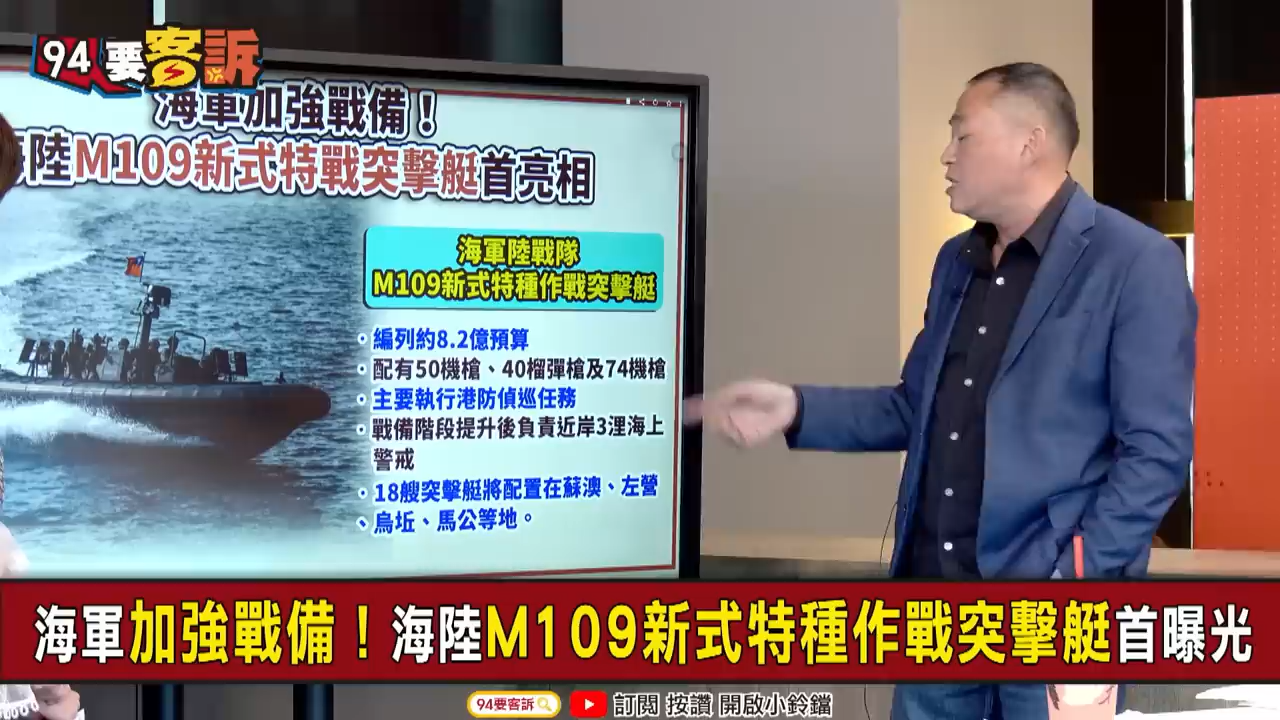 94要客訴
海軍加強戰備！
海陸M109新式特戰突擊艇首亮相
海軍陸戰隊
M109新式特種作戰突擊艇
·編列約8.2億預算
·配有50機槍、40榴彈槍及74機槍
·主要執行港防偵巡任務
·戰備階段提升後負責近岸3浬海上
警戒
·18艘突擊艇將配置在蘇澳、左營
、烏坵、馬公等地。
海軍加強戰備！海陸M109新式特種作戰突擊艇首曝光
94要客訴
訂閱 按讚 開啟小鈴鐺